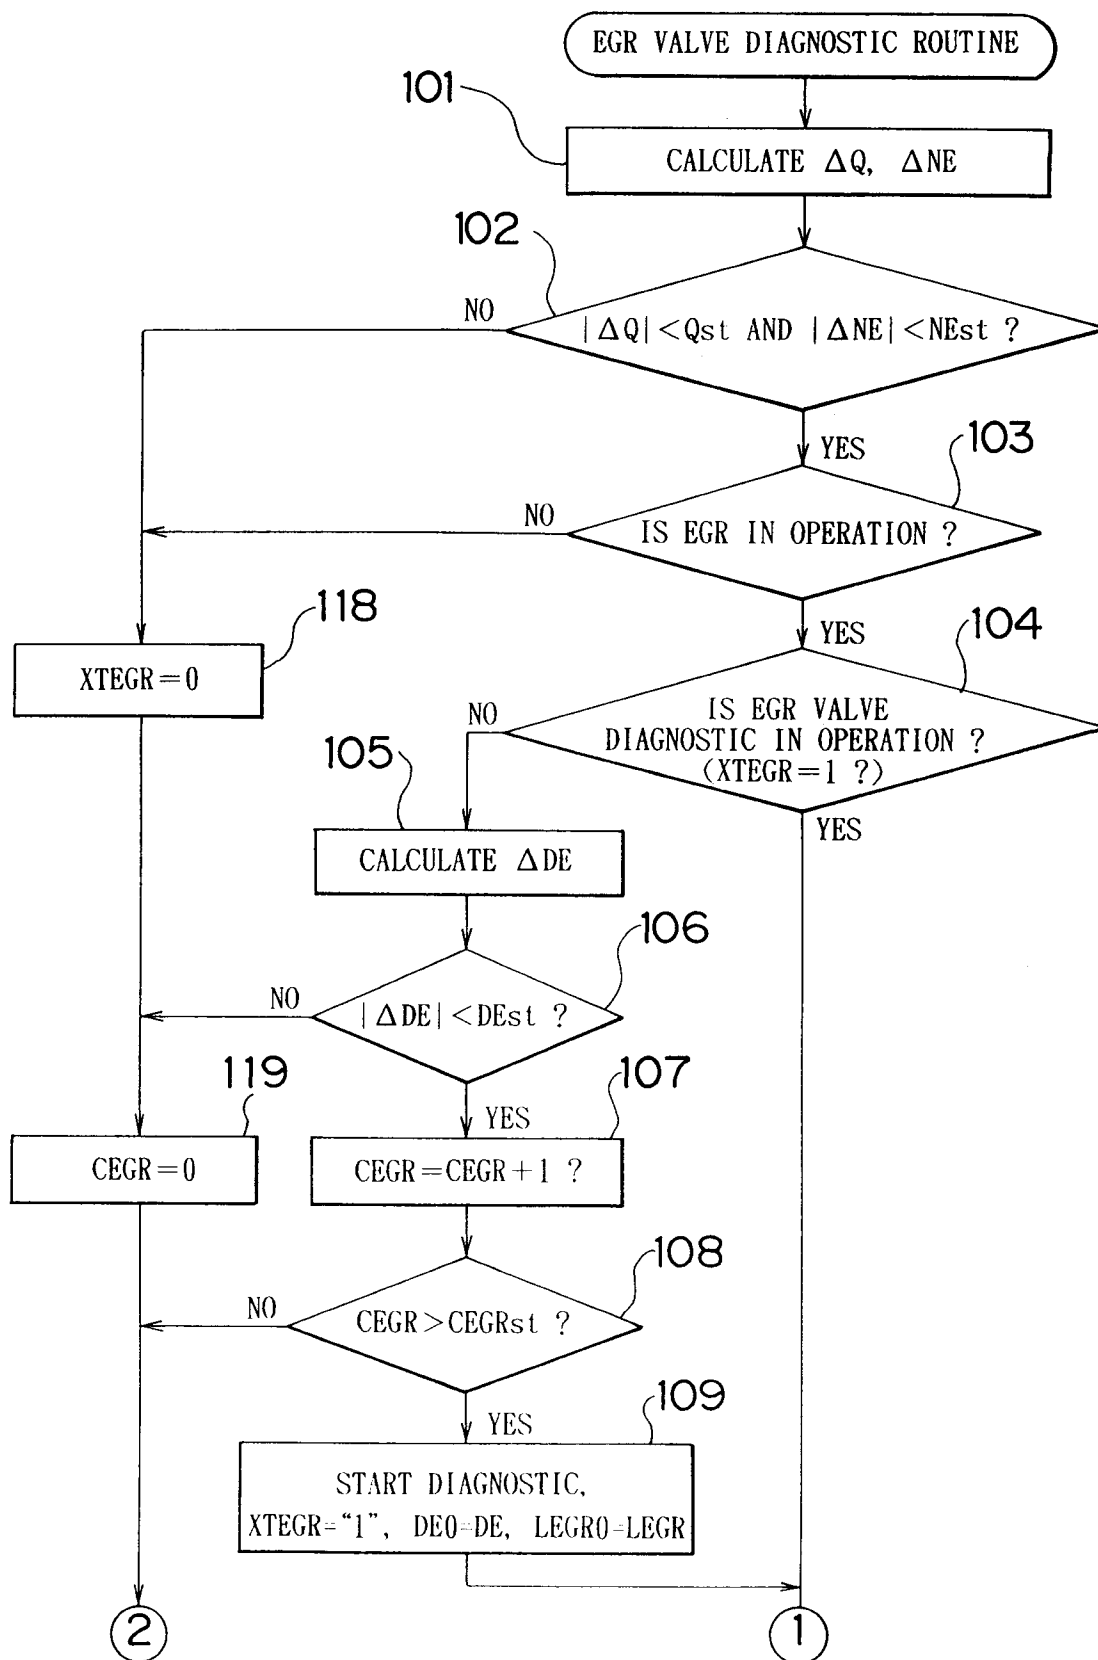 EGR VALVE DIAGNOSTIC ROUTINE
101
CALCULATE ΔQ, ΔNE
102
NO
|ΔQ|<Qst AND |ΔNE|<NEst ?
YES
103
NO
IS EGR IN OPERATION ?
118
YES
104
XTEGR=0
NO
IS EGR VALVE
DIAGNOSTIC IN OPERATION ?
(XTEGR=1 ?)
105
YES
CALCULATE ΔDE
106
NO
|ΔDE|<DEst ?
119
107
YES
CEGR=0
CEGR=CEGR+1 ?
108
NO
CEGR>CEGRst ?
109
YES
START DIAGNOSTIC,
XTEGR="1", DE0=DE, LEGR0=LEGR
2
1